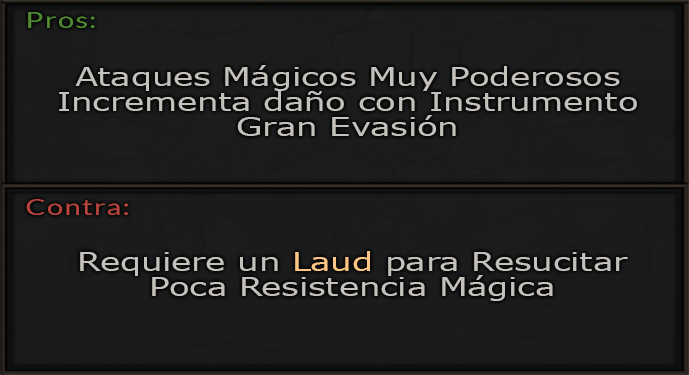 Pros:
Ataques Mágicos Muy Poderosos
Incrementa daño con Instrumento
Gran Evasión
Contra:
Requiere un Laud para Resucitar
Poca Resistencia Mágica